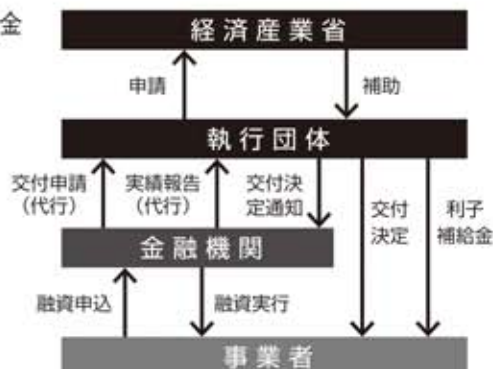 金
経済産業省
申請
補助
執行団体
交付申請
（代行）
実績報告
（代行）
交付決
定通知
交付
決定
利子
補給金
金融機関
融資申込
融資実行
事業者